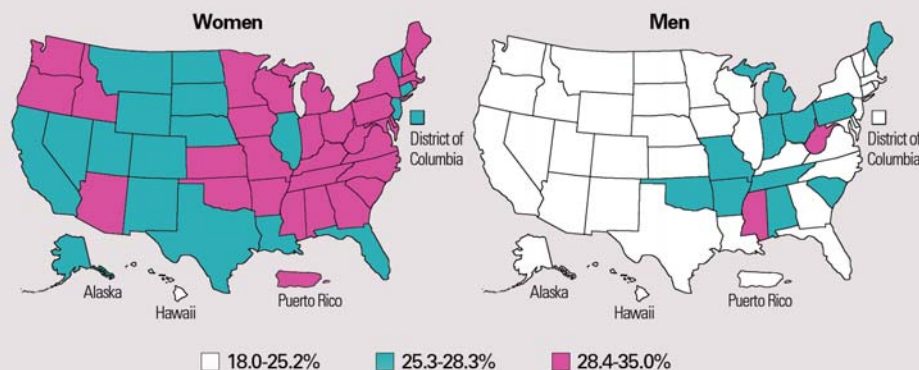 Women
Men
District of
Columbia
District of
Columbia
Alaska
Hawaii
Puerto Rico
Alaska
Hawaii
Puerto Rico
18.0-25.2%
25.3-28.3%
28.4-35.0%